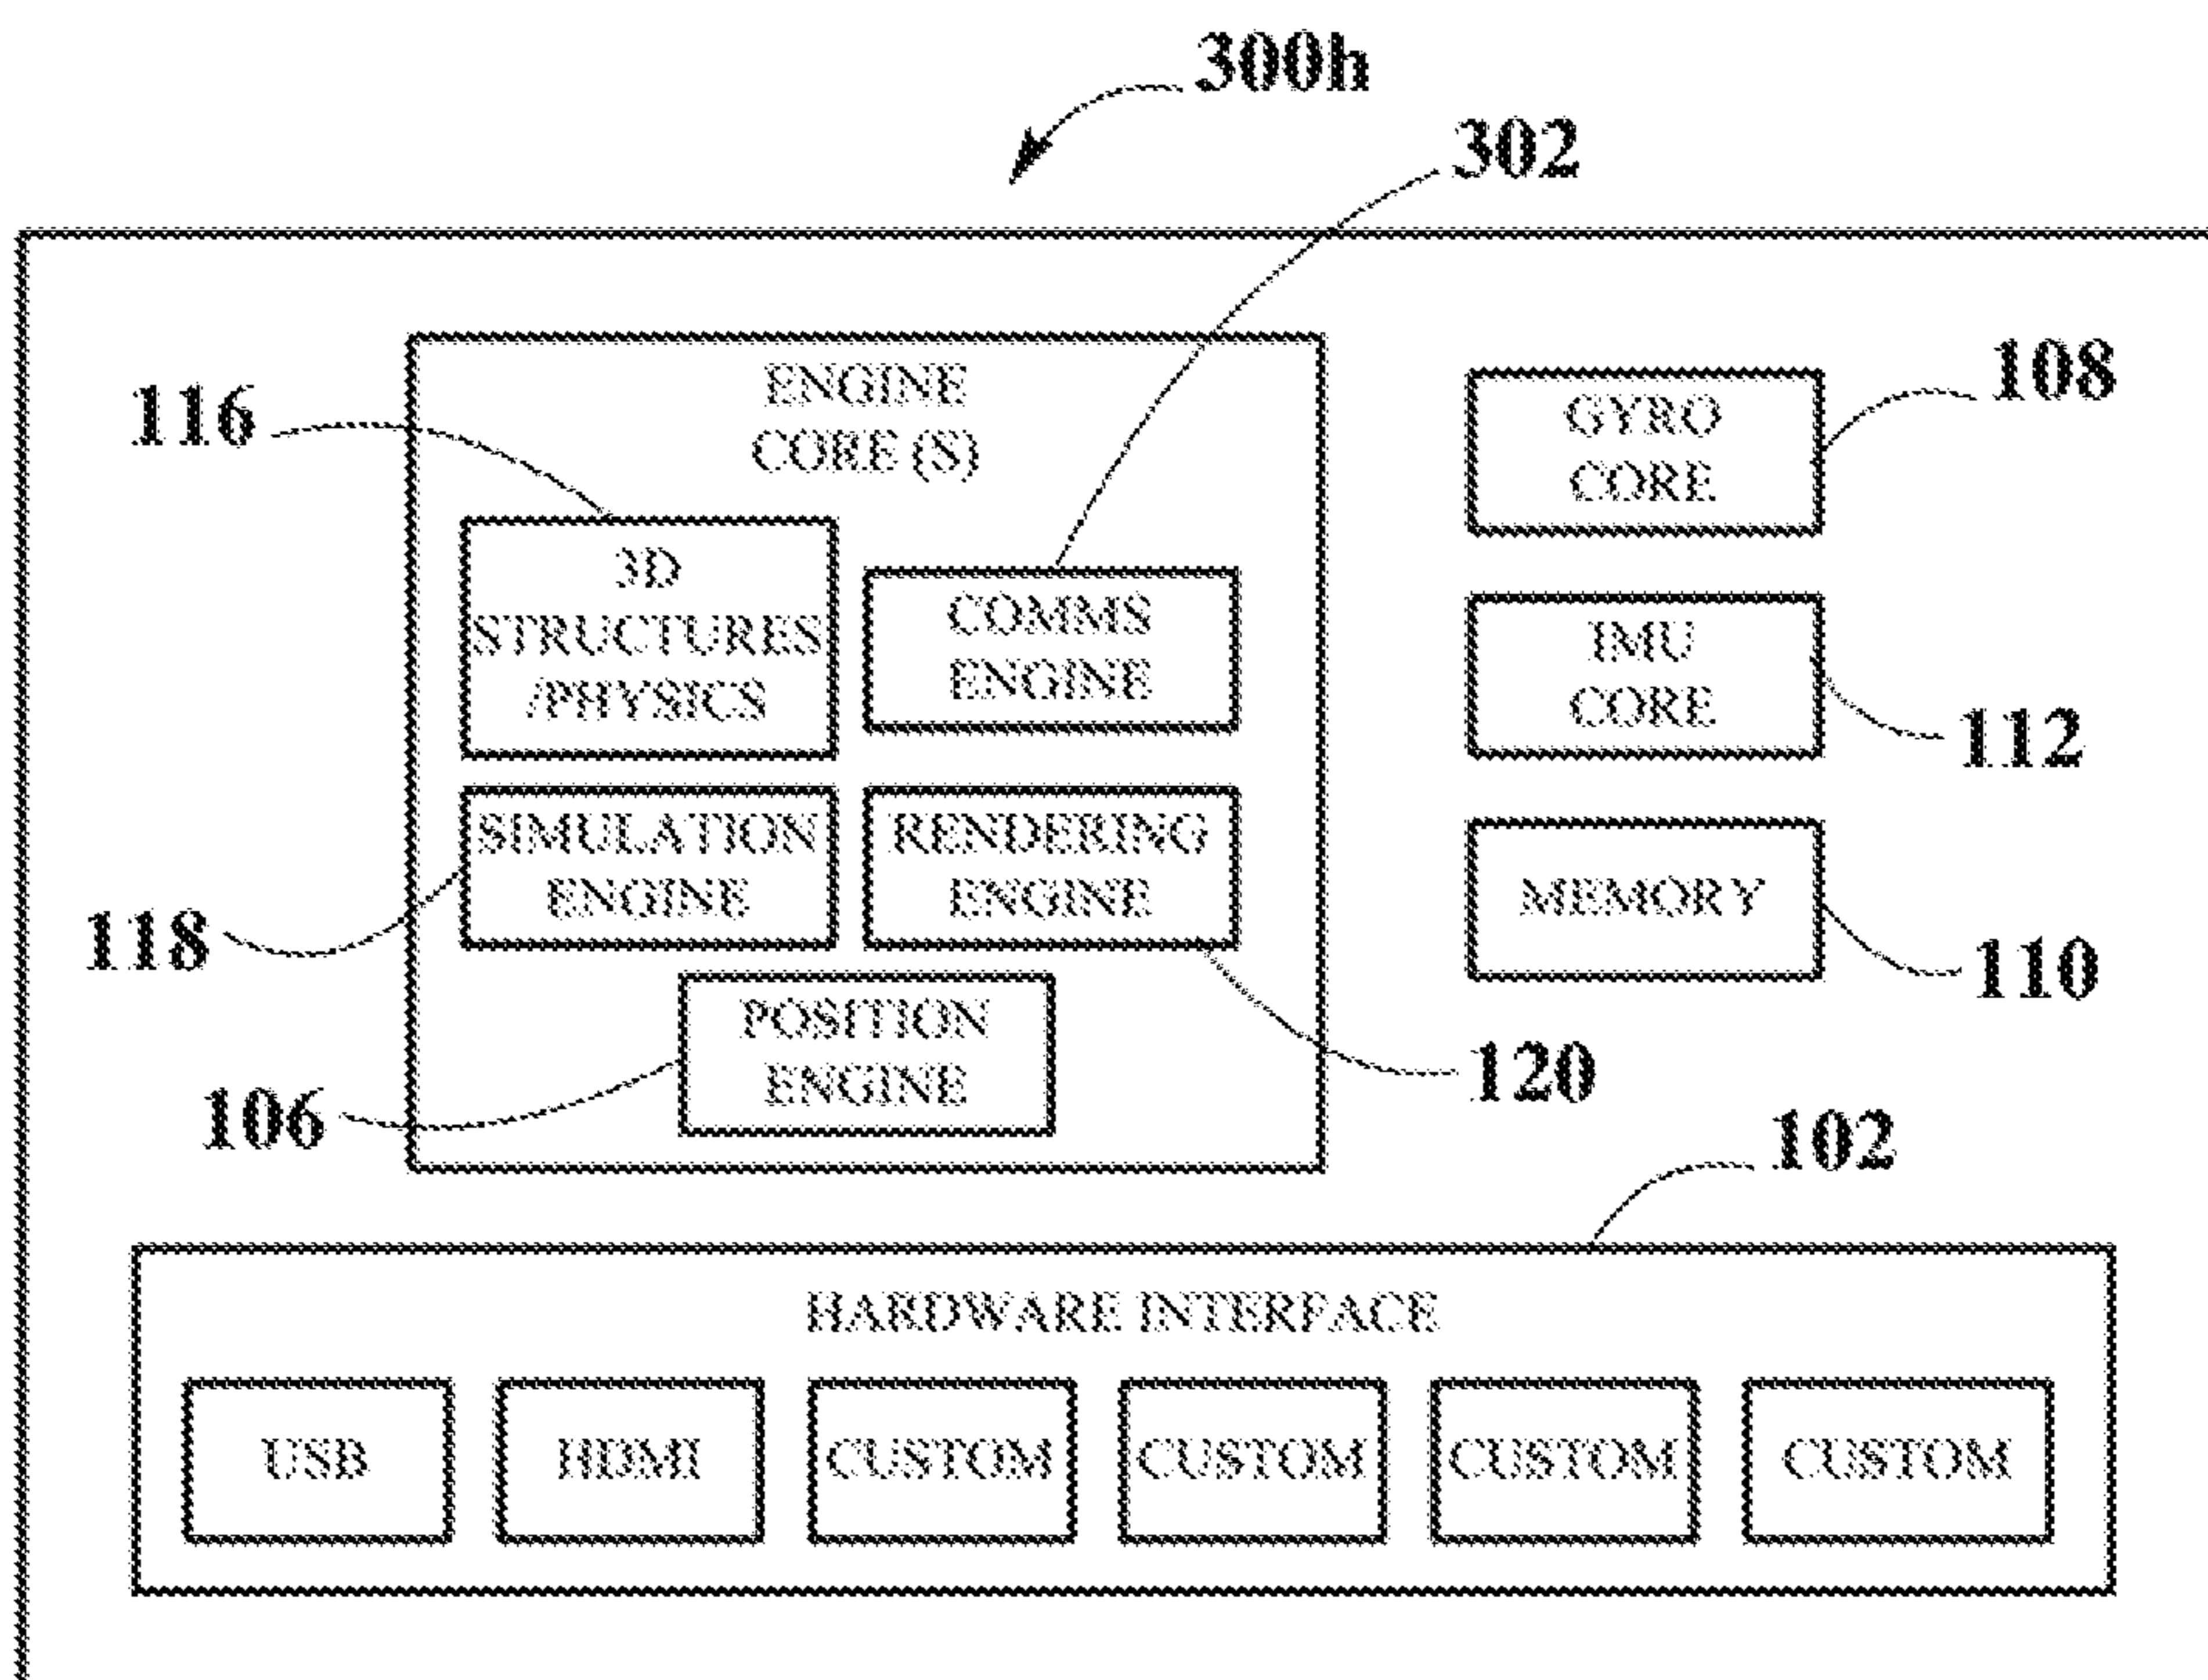 300h
302
ENGINE
CORE (S)
116
108
GYRO
CORE
3D
STRUCTURES
/PHYSICS
COMMS
ENGINE
IMU
CORE
112
SIMULATION
ENGINE
RENDERING
ENGINE
MEMORY
118
110
POSITION
ENGINE
120
106
102
HARDWARE INTERFACE
USB
HDMI
CUSTOM
CUSTOM
CUSTOM
CUSTOM